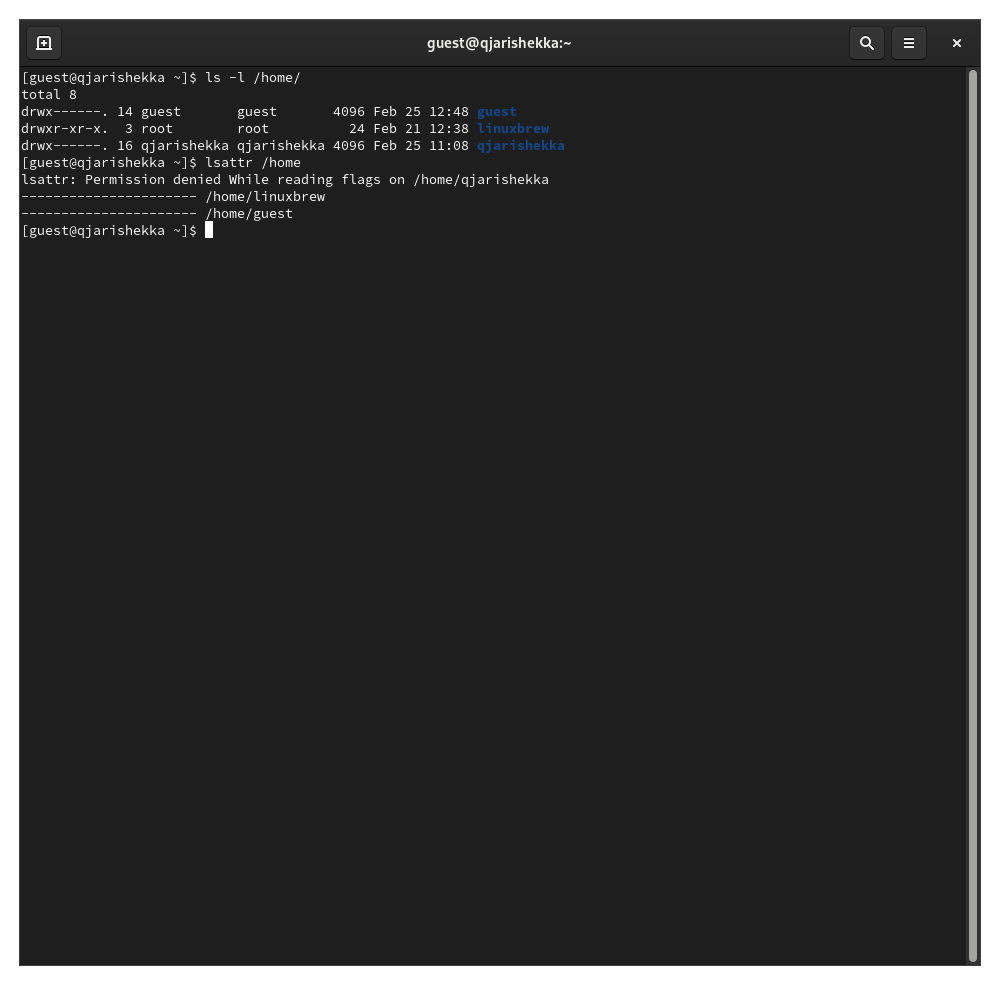 guest@qjarishekka:~
[guest@qjarishekka ~]$ ls -l /home/
total 8
drwx------. 14 guest       guest       4096 Feb 25 12:48 guest
drwxr-xr-x.  3 root        root          24 Feb 21 12:38 linuxbrew
drwx------. 16 qjarishekka qjarishekka 4096 Feb 25 11:08 qjarishekka
[guest@qjarishekka ~]$ lsattr /home
lsattr: Permission denied While reading flags on /home/qjarishekka
---------------------- /home/linuxbrew
---------------------- /home/guest
[guest@qjarishekka ~]$